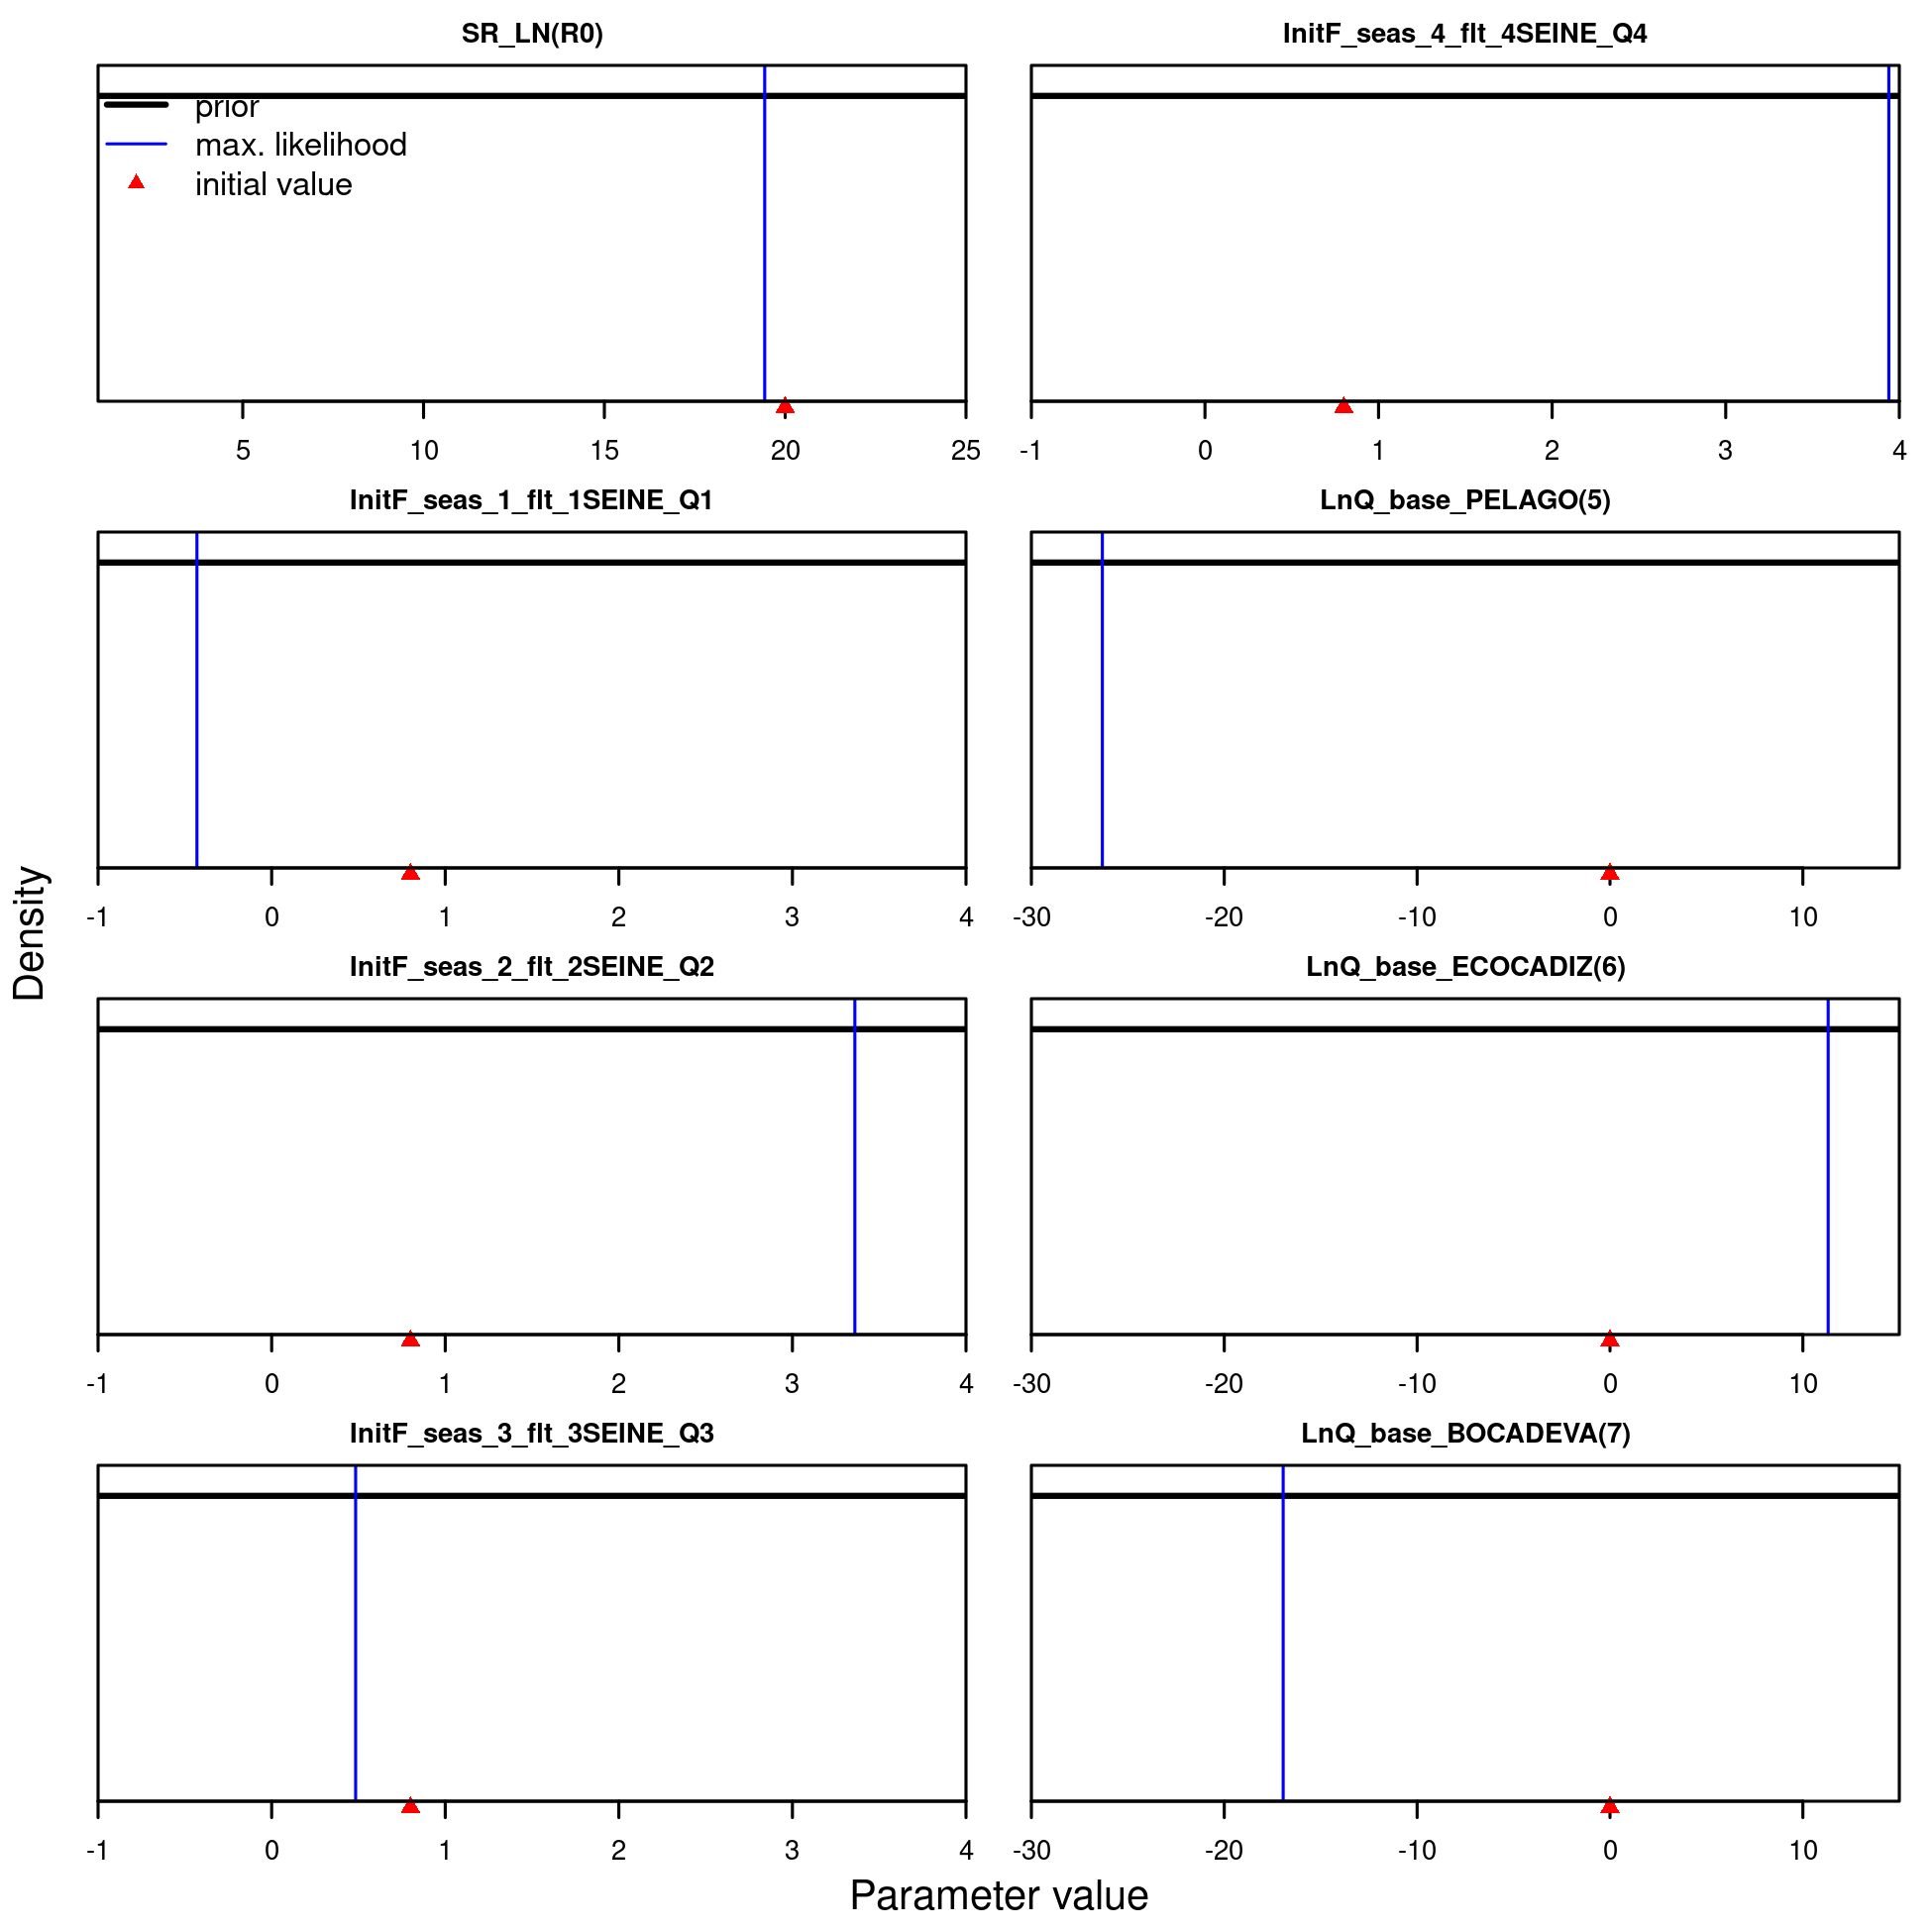 SR_LN(R0)
prior
max. likelihood
initial value
5 10 15 20 25
InitF_seas_4_flt_4SEINE_Q4
-1 0 1 2 3 4
InitF_seas_1_flt_1SEINE_Q1
-1 0 1 2 3 4
LnQ_base_PELAGO(5)
-30 -20 -10 0 10
InitF_seas_2_flt_2SEINE_Q2
-1 0 1 2 3 4
LnQ_base_ECOCADIZ(6)
-30 -20 -10 0 10
InitF_seas_3_flt_3SEINE_Q3
-1 0 1 2 3 4
LnQ_base_BOCADEVA(7)
-30 -20 -10 0 10
Density
Parameter value